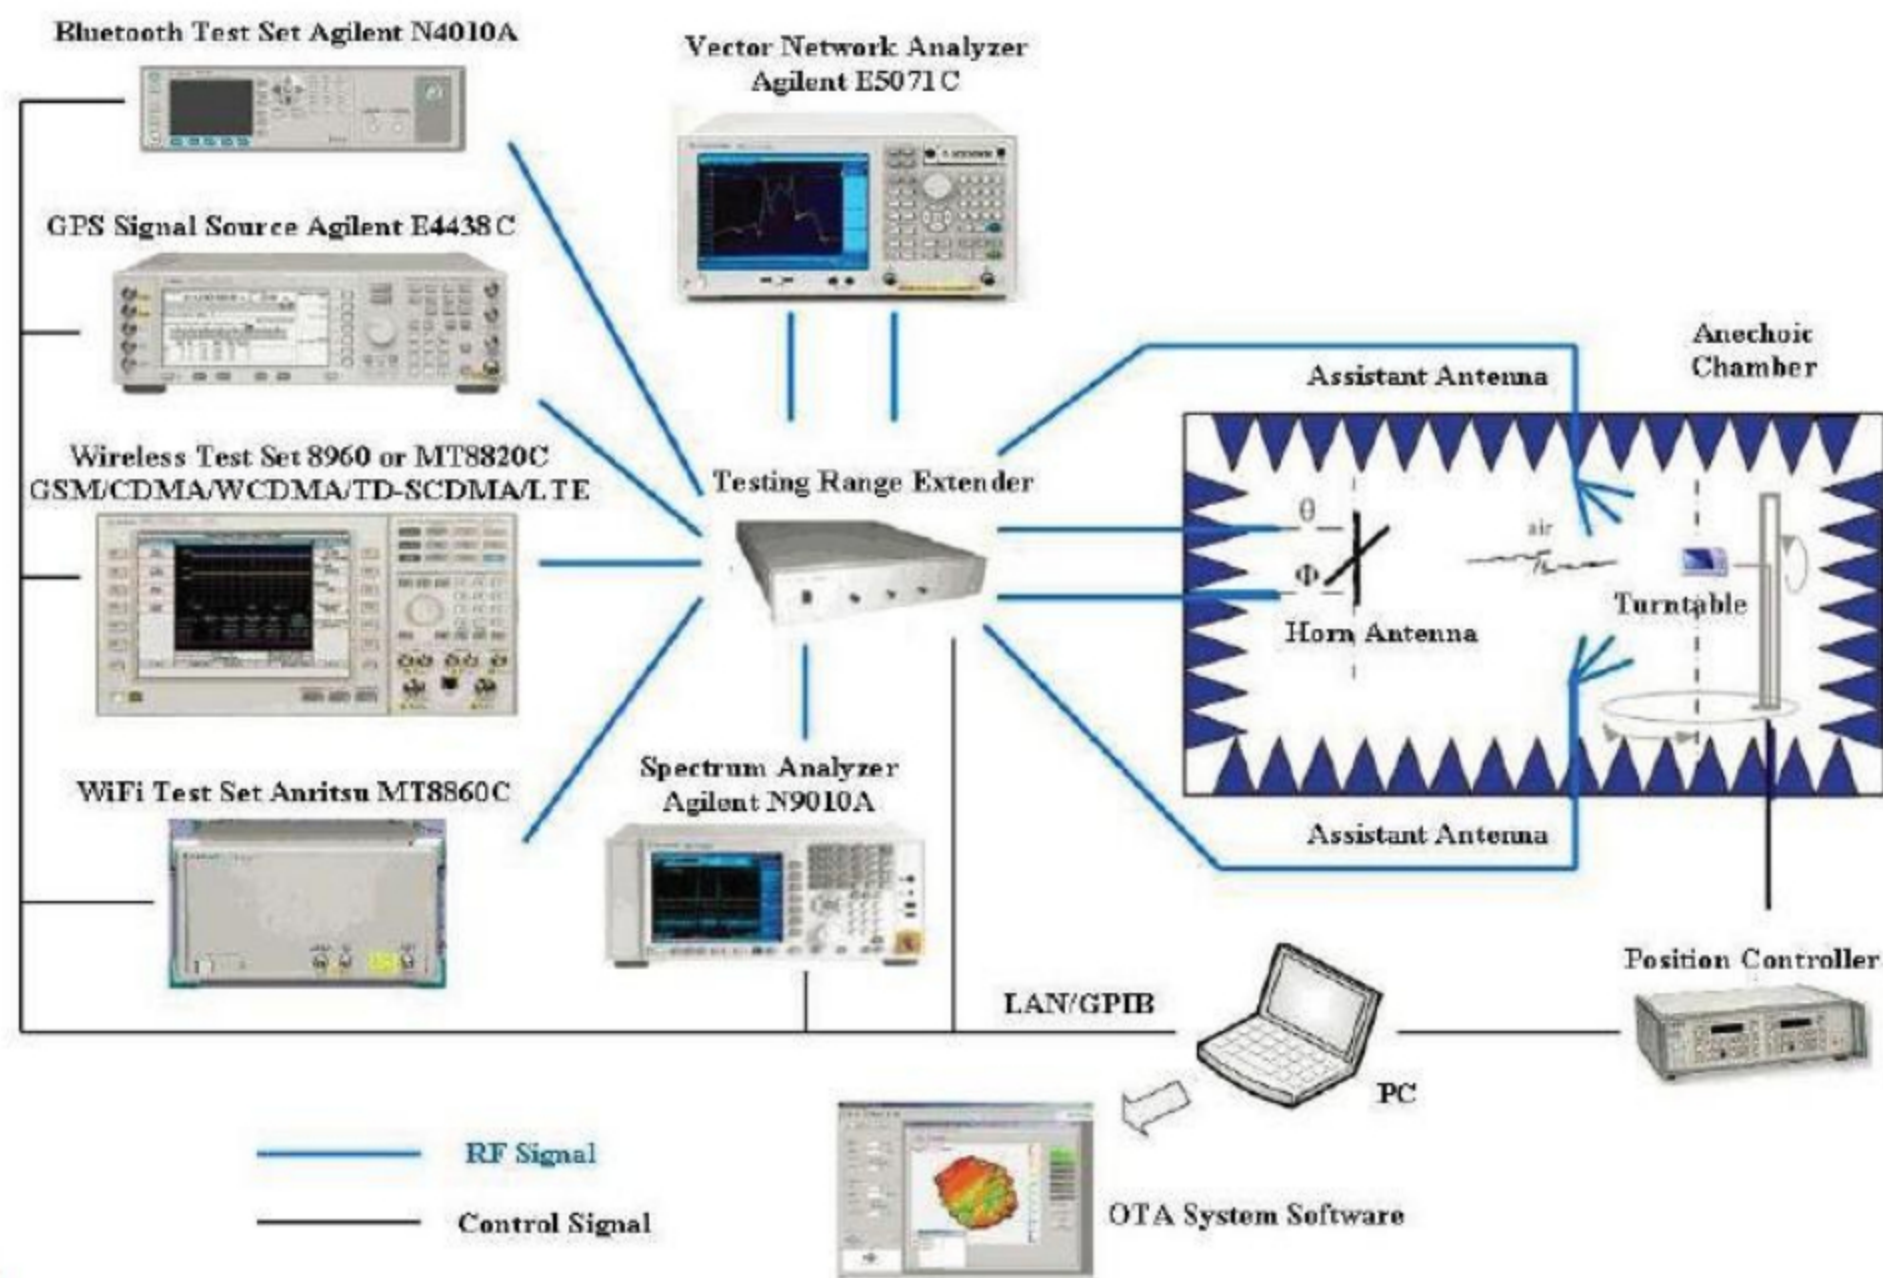 Bluetooth Test Set Agilent N4010A
Vector Network Analyzer
Agilent E5071C
GPS Signal Source Agilent E4438C
Anechoic
Chamber
Assistant Antenna
Wireless Test Set 8960 or MT8820C
GSM/CDMA/WCDMA/TD-SCDMA/LTE
Testing Range Extender
θ
air
Φ
Turntable
Horn Antenna
Spectrum Analyzer
Agilent N9010A
WiFi Test Set Anritsu MT8860C
Assistant Antenna
Position Controller
LAN/GPIB
PC
RF Signal
OTA System Software
Control Signal